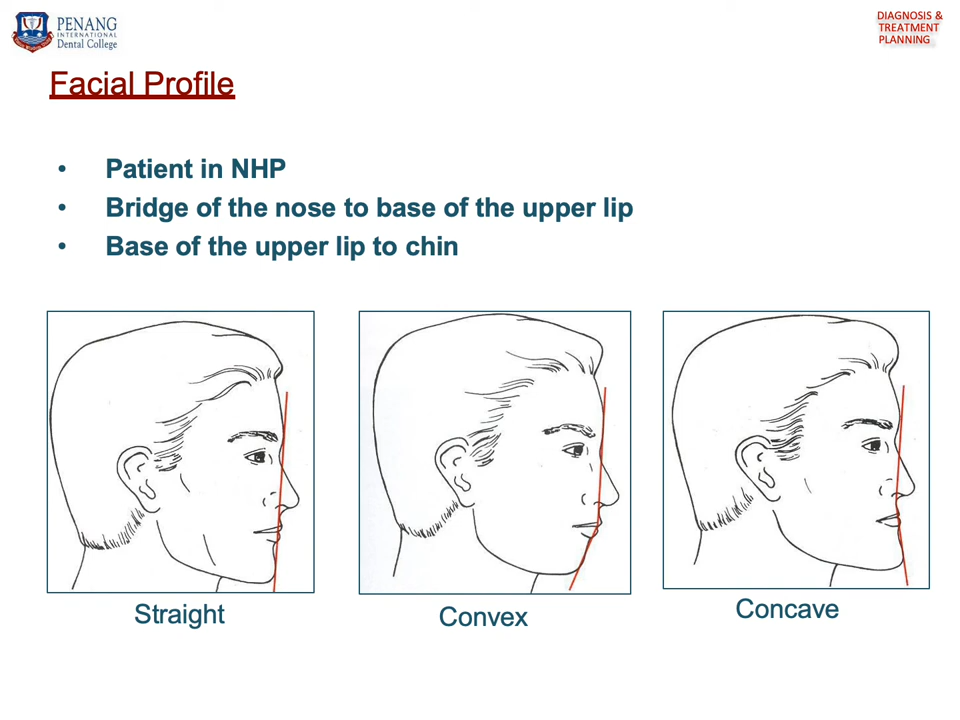 PENANG
INTERNATIONAL
Dental College
DIAGNOSIS &
TREATMENT
PLANNING
Facial Profile
• Patient in NHP
• Bridge of the nose to base of the upper lip
• Base of the upper lip to chin
Straight
Convex
Concave